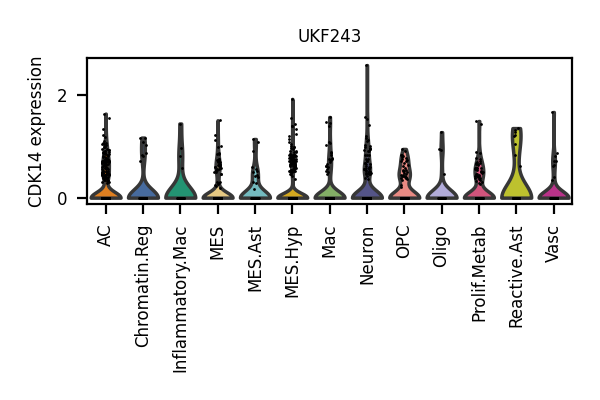 UKF243
CDK14 expression
2
0
AC
Chromatin.Reg
Inflammatory.Mac
MES
MES.Ast
MES.Hyp
Mac
Neuron
OPC
Oligo
Prolif.Metab
Reactive.Ast
Vasc